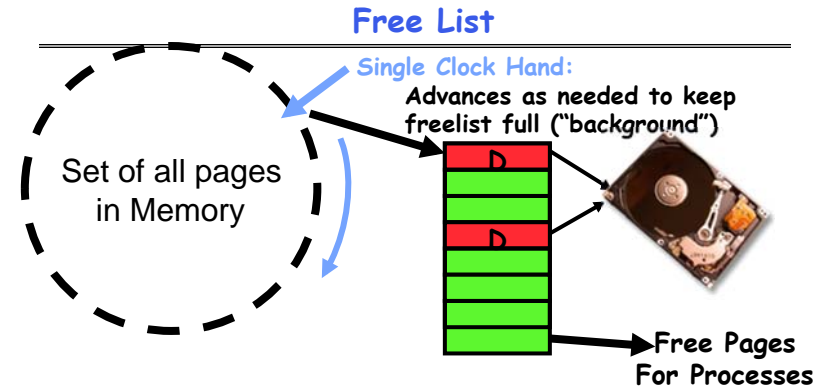 Free List
Single Clock Hand:
Advances as needed to keep
freelist full (“background”)
Set of all pages
in Memory
D
D
Free Pages
For Processes